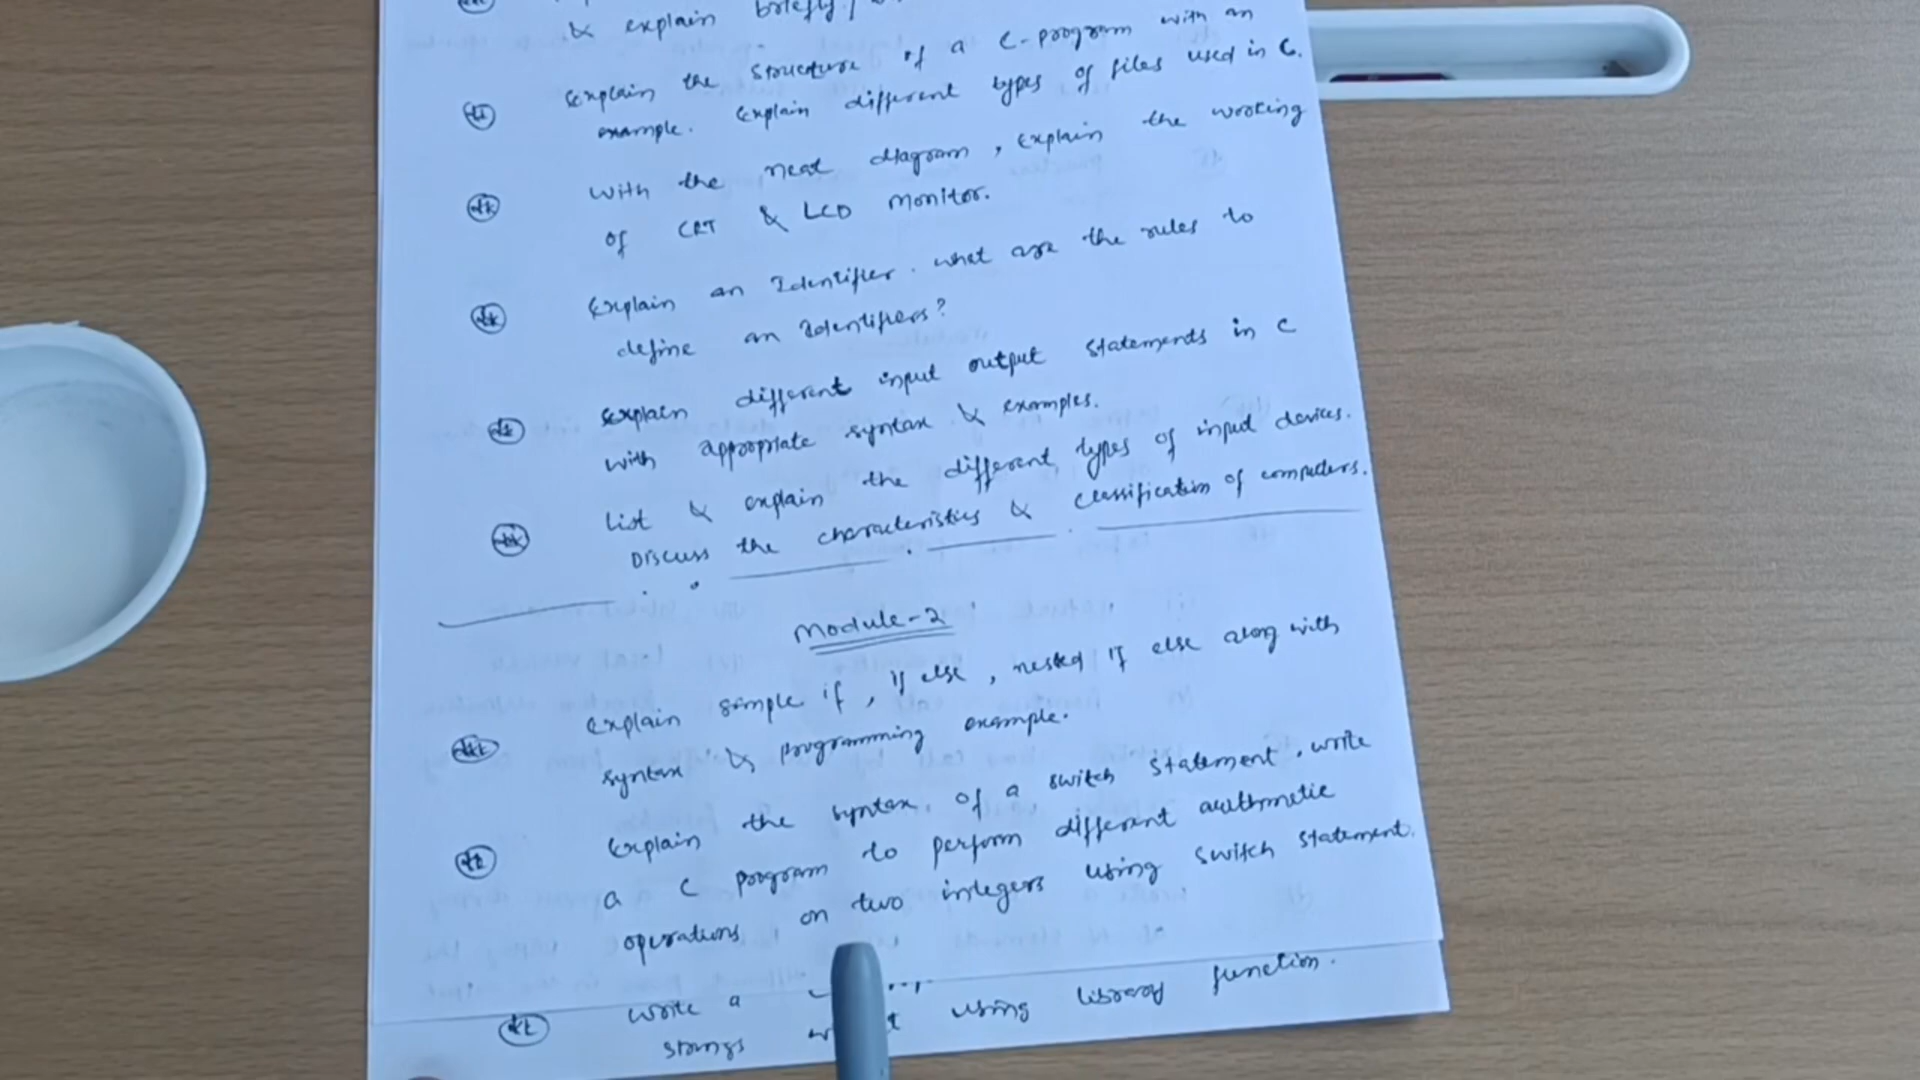 & explain briefly
** Explain the structure of a C-program with an
example. Explain different types of files used in C.
** With the neat diagram, explain the working
of CRT & LCD monitor.
** Explain an Identifier. what are the rules to
define an Identifiers?
** Explain different input output statements in C
with appropriate syntax & examples.
** List & explain the different types of input devices.
Discuss the characteristics & classification of computers.
Module-2
*** Explain simple if, if else, nested if else along with
syntax & programming example.
** Explain the syntax of a switch statement. write
a C program to perform different arithmetic
operations on two integers using switch statement.
** Write a
strings using library function.